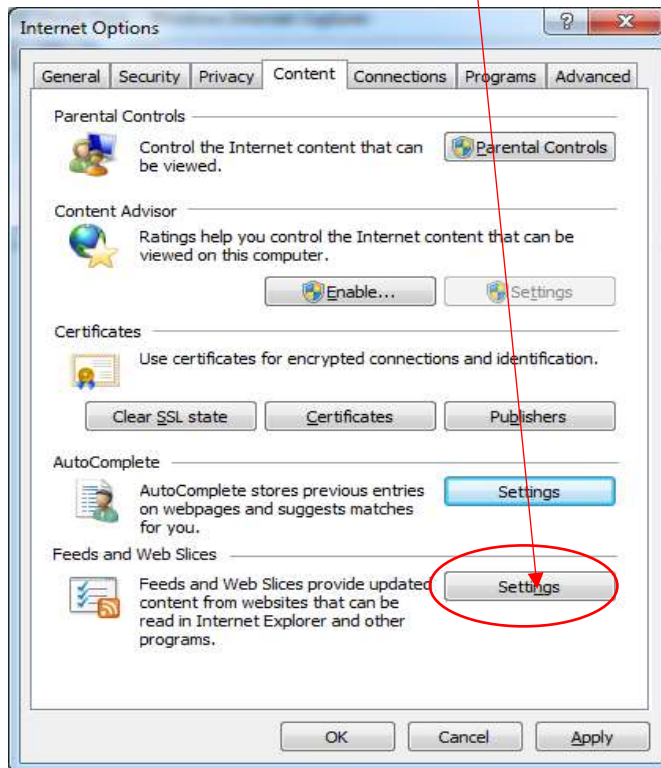 Internet Options
General Security Privacy Content Connections Programs Advanced
Parental Controls
Control the Internet content that can
be viewed.
Parental Controls
Content Advisor
Ratings help you control the Internet content that can be
viewed on this computer.
Enable... Settings
Certificates
Use certificates for encrypted connections and identification.
Clear SSL state Certificates Publishers
AutoComplete
AutoComplete stores previous entries
on webpages and suggests matches
for you.
Settings
Feeds and Web Slices
Feeds and Web Slices provide updated
content from websites that can be
read in Internet Explorer and other
programs.
Settings
OK Cancel Apply